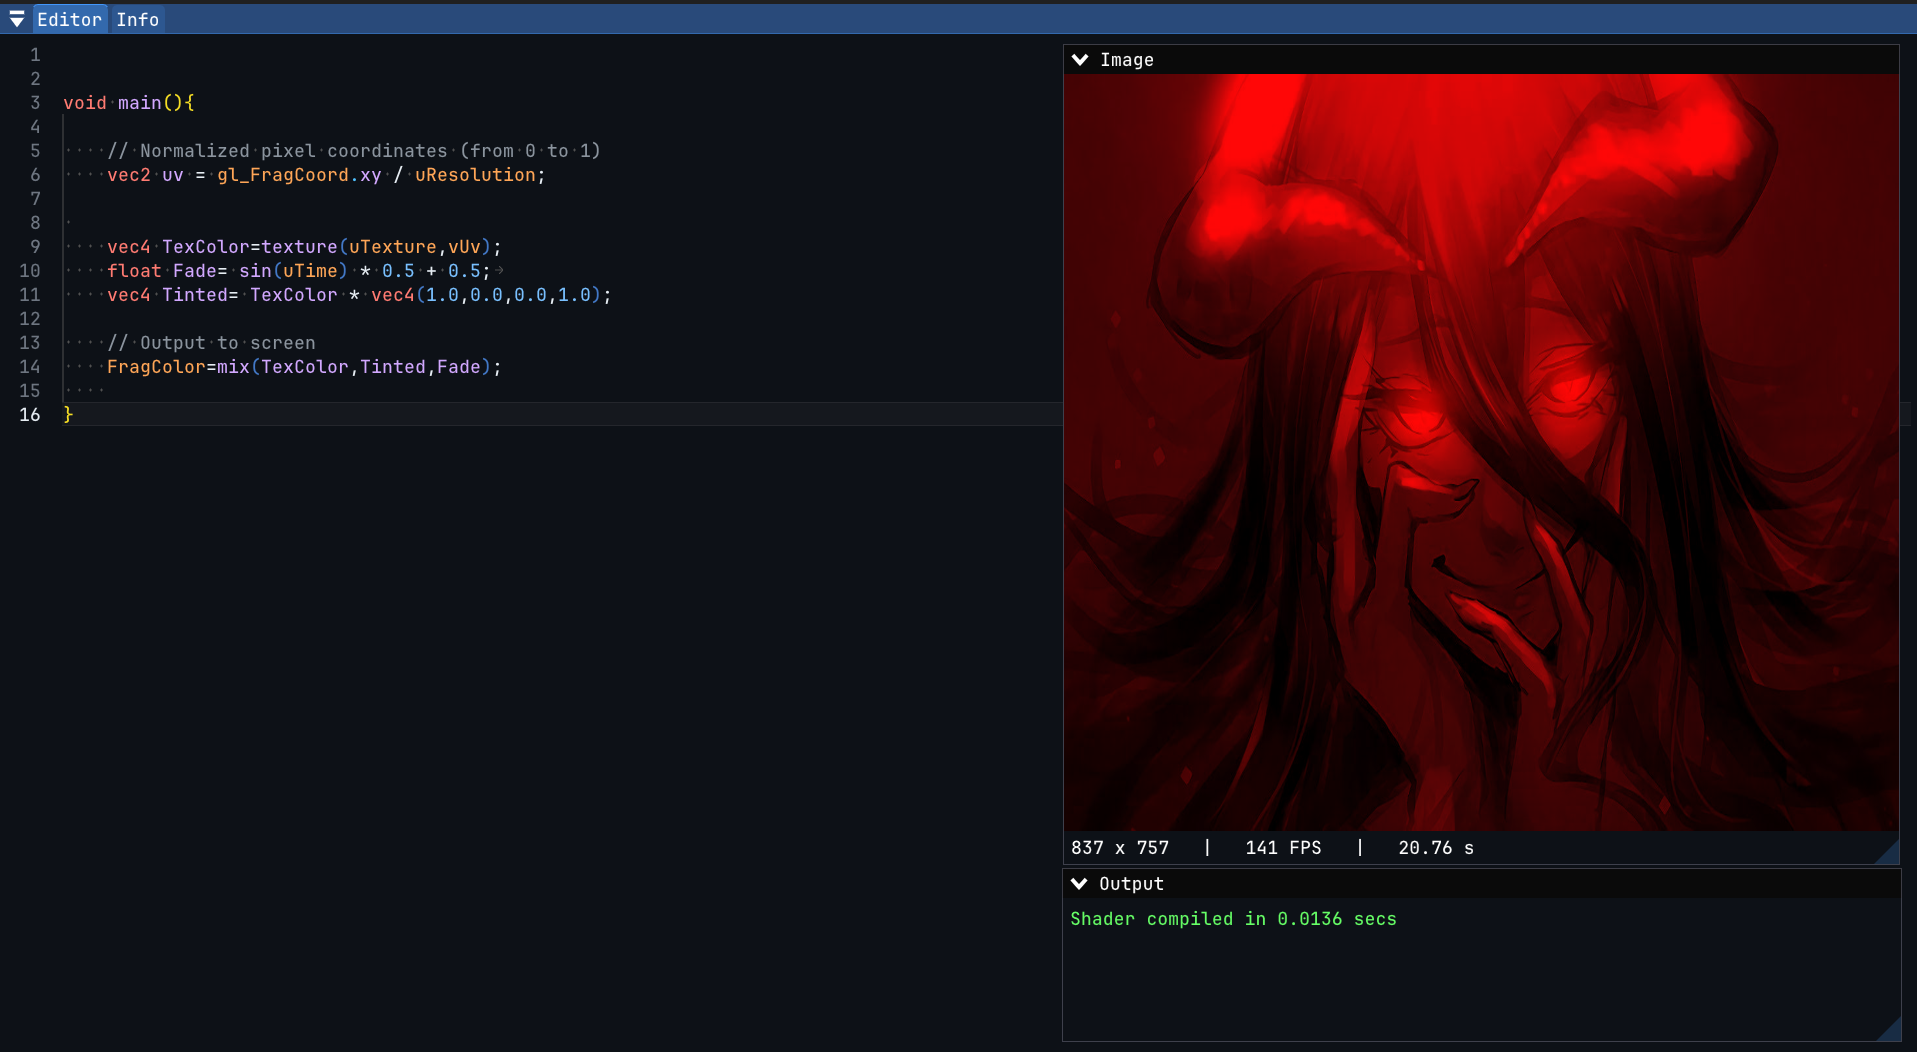 Editor Info
1
2
3 void main(){
4
5 // Normalized pixel coordinates (from 0 to 1)
6 vec2 uv = gl_FragCoord.xy / uResolution;
7
8
9 vec4 TexColor=texture(uTexture,vUv);
10 float Fade= sin(uTime) * 0.5 + 0.5;
11 vec4 Tinted= TexColor * vec4(1.0,0.0,0.0,1.0);
12
13 // Output to screen
14 FragColor=mix(TexColor,Tinted,Fade);
15
16 }
Image
837 x 757 | 141 FPS | 20.76 s
Output
Shader compiled in 0.0136 secs